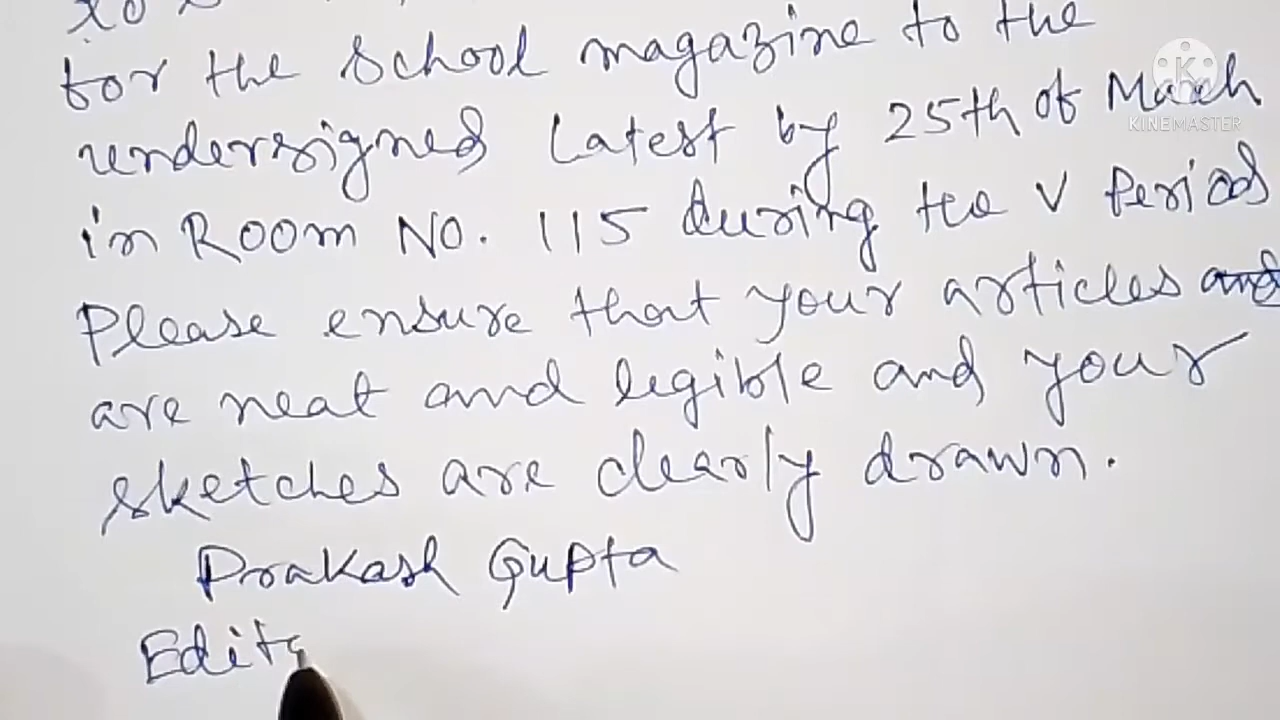 for the school magazine to the
undersigned latest by 25th of March
in Room No. 115 during the V Period
Please ensure that your articles and
are neat and legible and your
sketches are clearly drawn.
Prakash Gupta
Edito
K
KINEMASTER